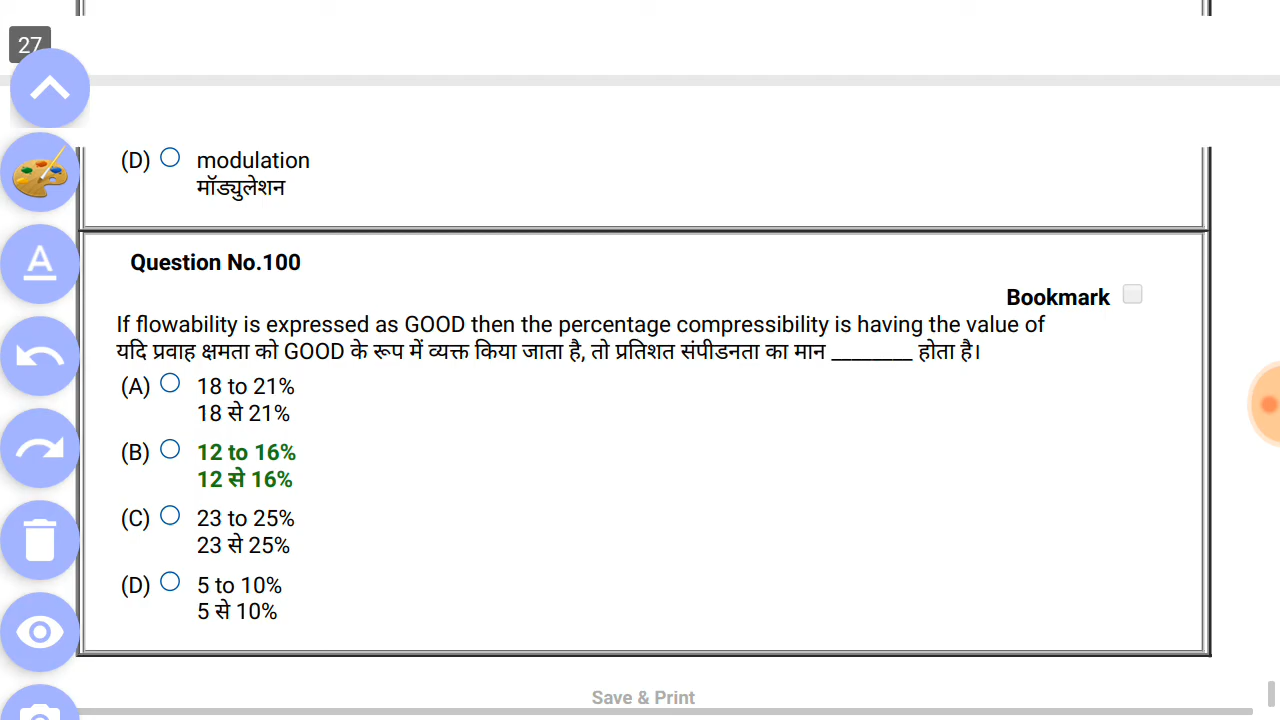 27
(D) modulation
मॉड्युलेशन
Question No.100
Bookmark
If flowability is expressed as GOOD then the percentage compressibility is having the value of
यदि प्रवाह क्षमता को GOOD के रूप में व्यक्त किया जाता है, तो प्रतिशत संपीडनता का मान ________ होता है।
(A) 18 to 21%
18 से 21%
(B) 12 to 16%
12 से 16%
(C) 23 to 25%
23 से 25%
(D) 5 to 10%
5 से 10%
A
Save & Print